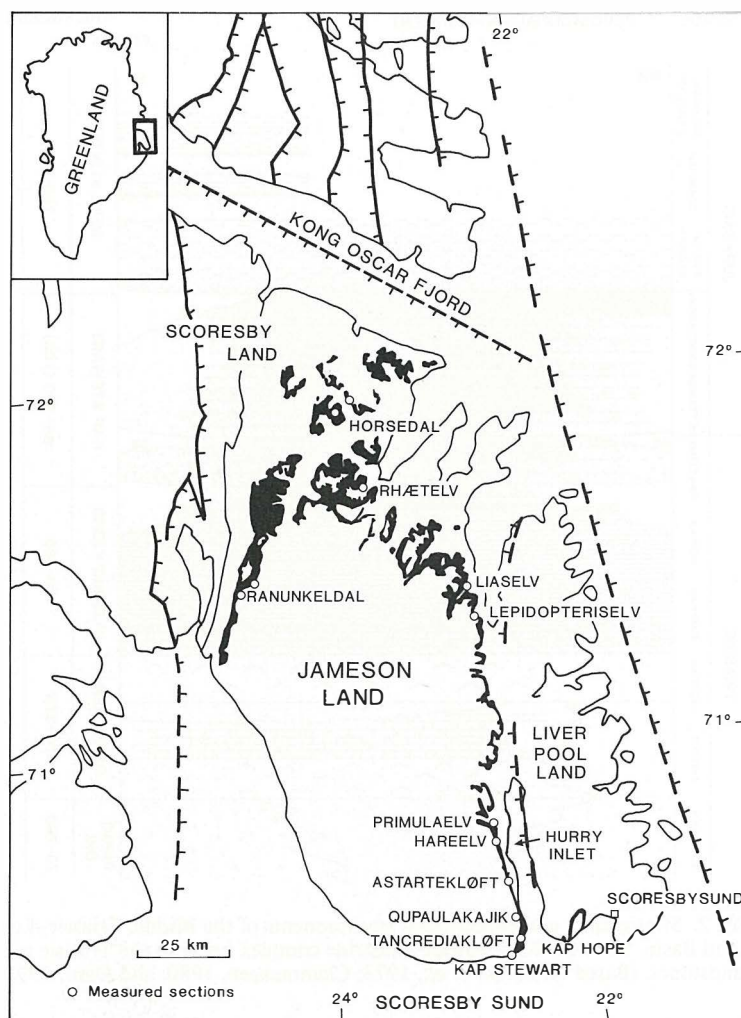 22°
GREENLAND
KONG OSCAR FJORD
SCORESBY
LAND
72°
72°
HORSEDAL
RHÆTELV
LIASELV
RANUNKELDAL
LEPIDOPTERISELV
JAMESON
LAND
71°
LIVER
POOL
LAND
71°
PRIMULAELV
HAREELV
HURRY
INLET
ASTARTEKLØFT
SCORESBYSUND
QUPAULAKAJIK
TANCREDIAKLØFT
KAP HOPE
25 km
KAP STEWART
Measured sections
24°
SCORESBY SUND
22°